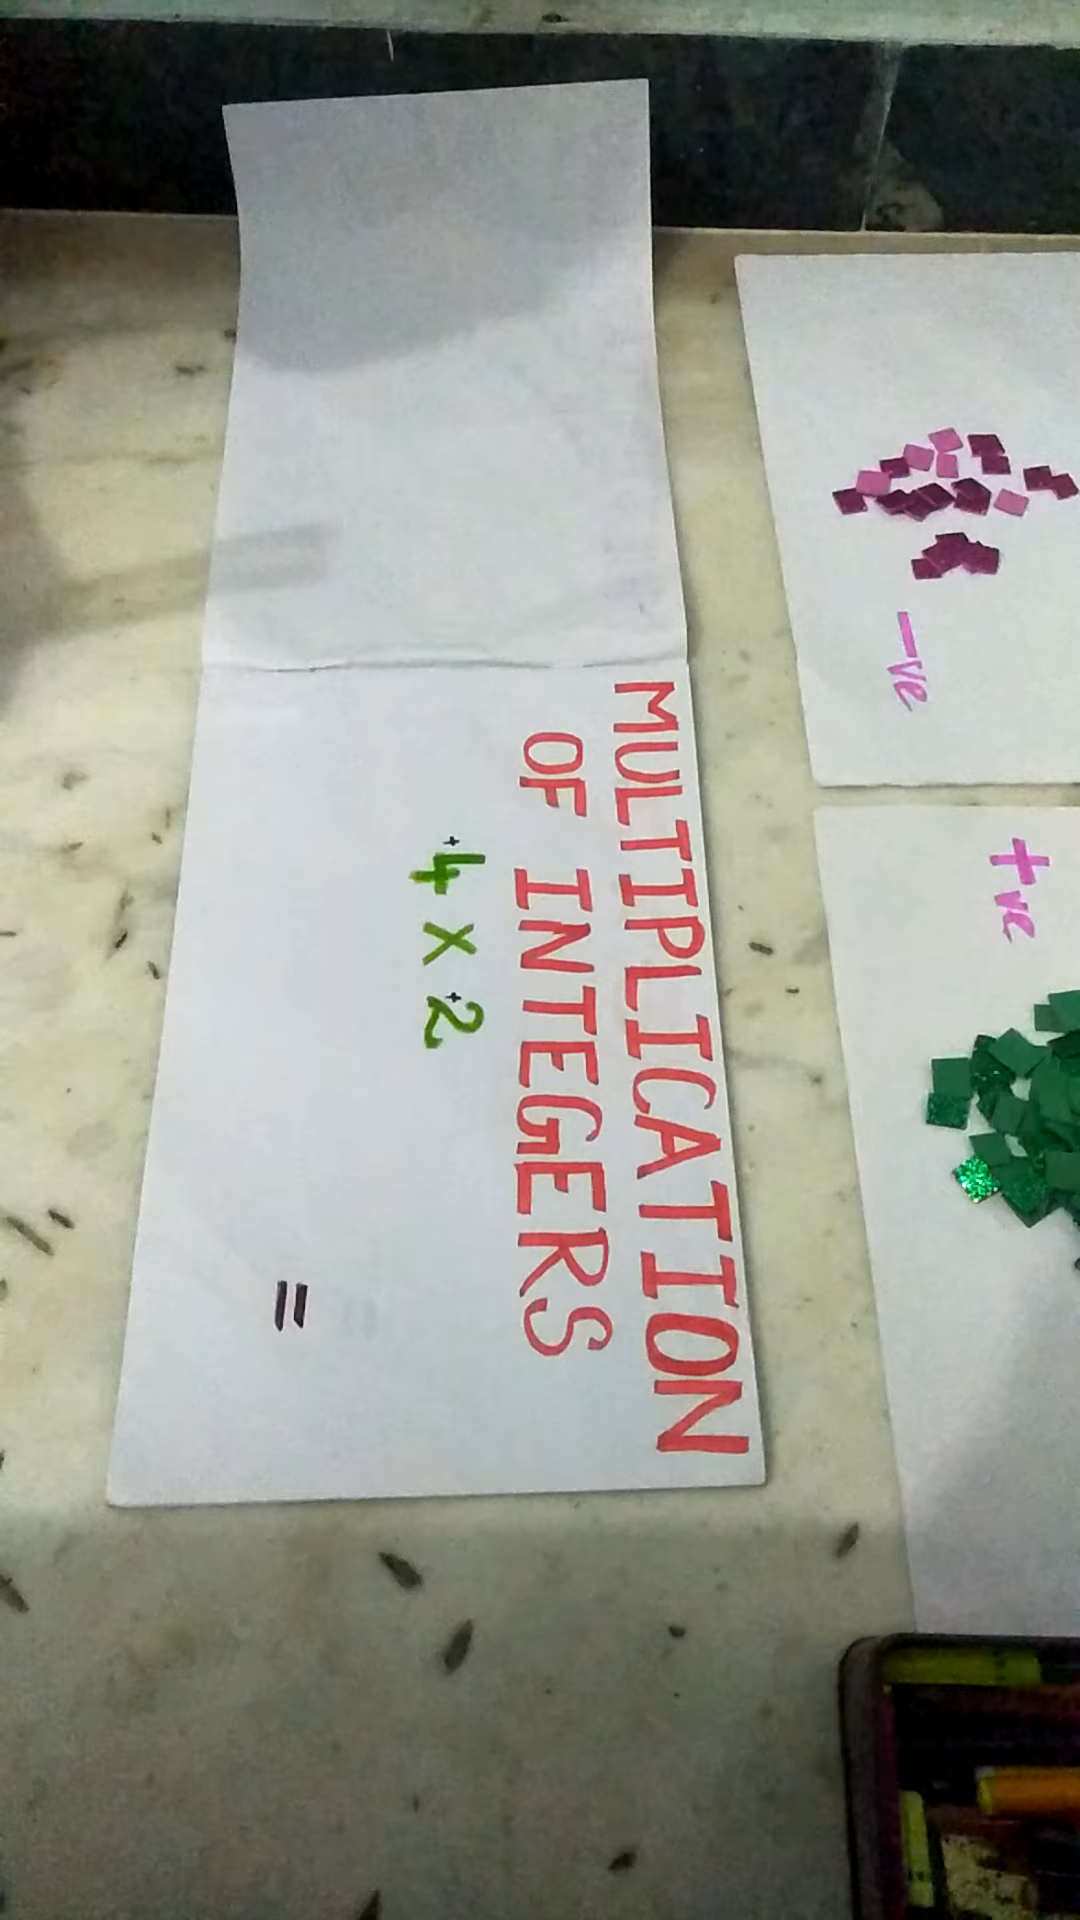 MULTIPLICATION
OF INTEGERS
+4 X +2
=
-ve
+ve